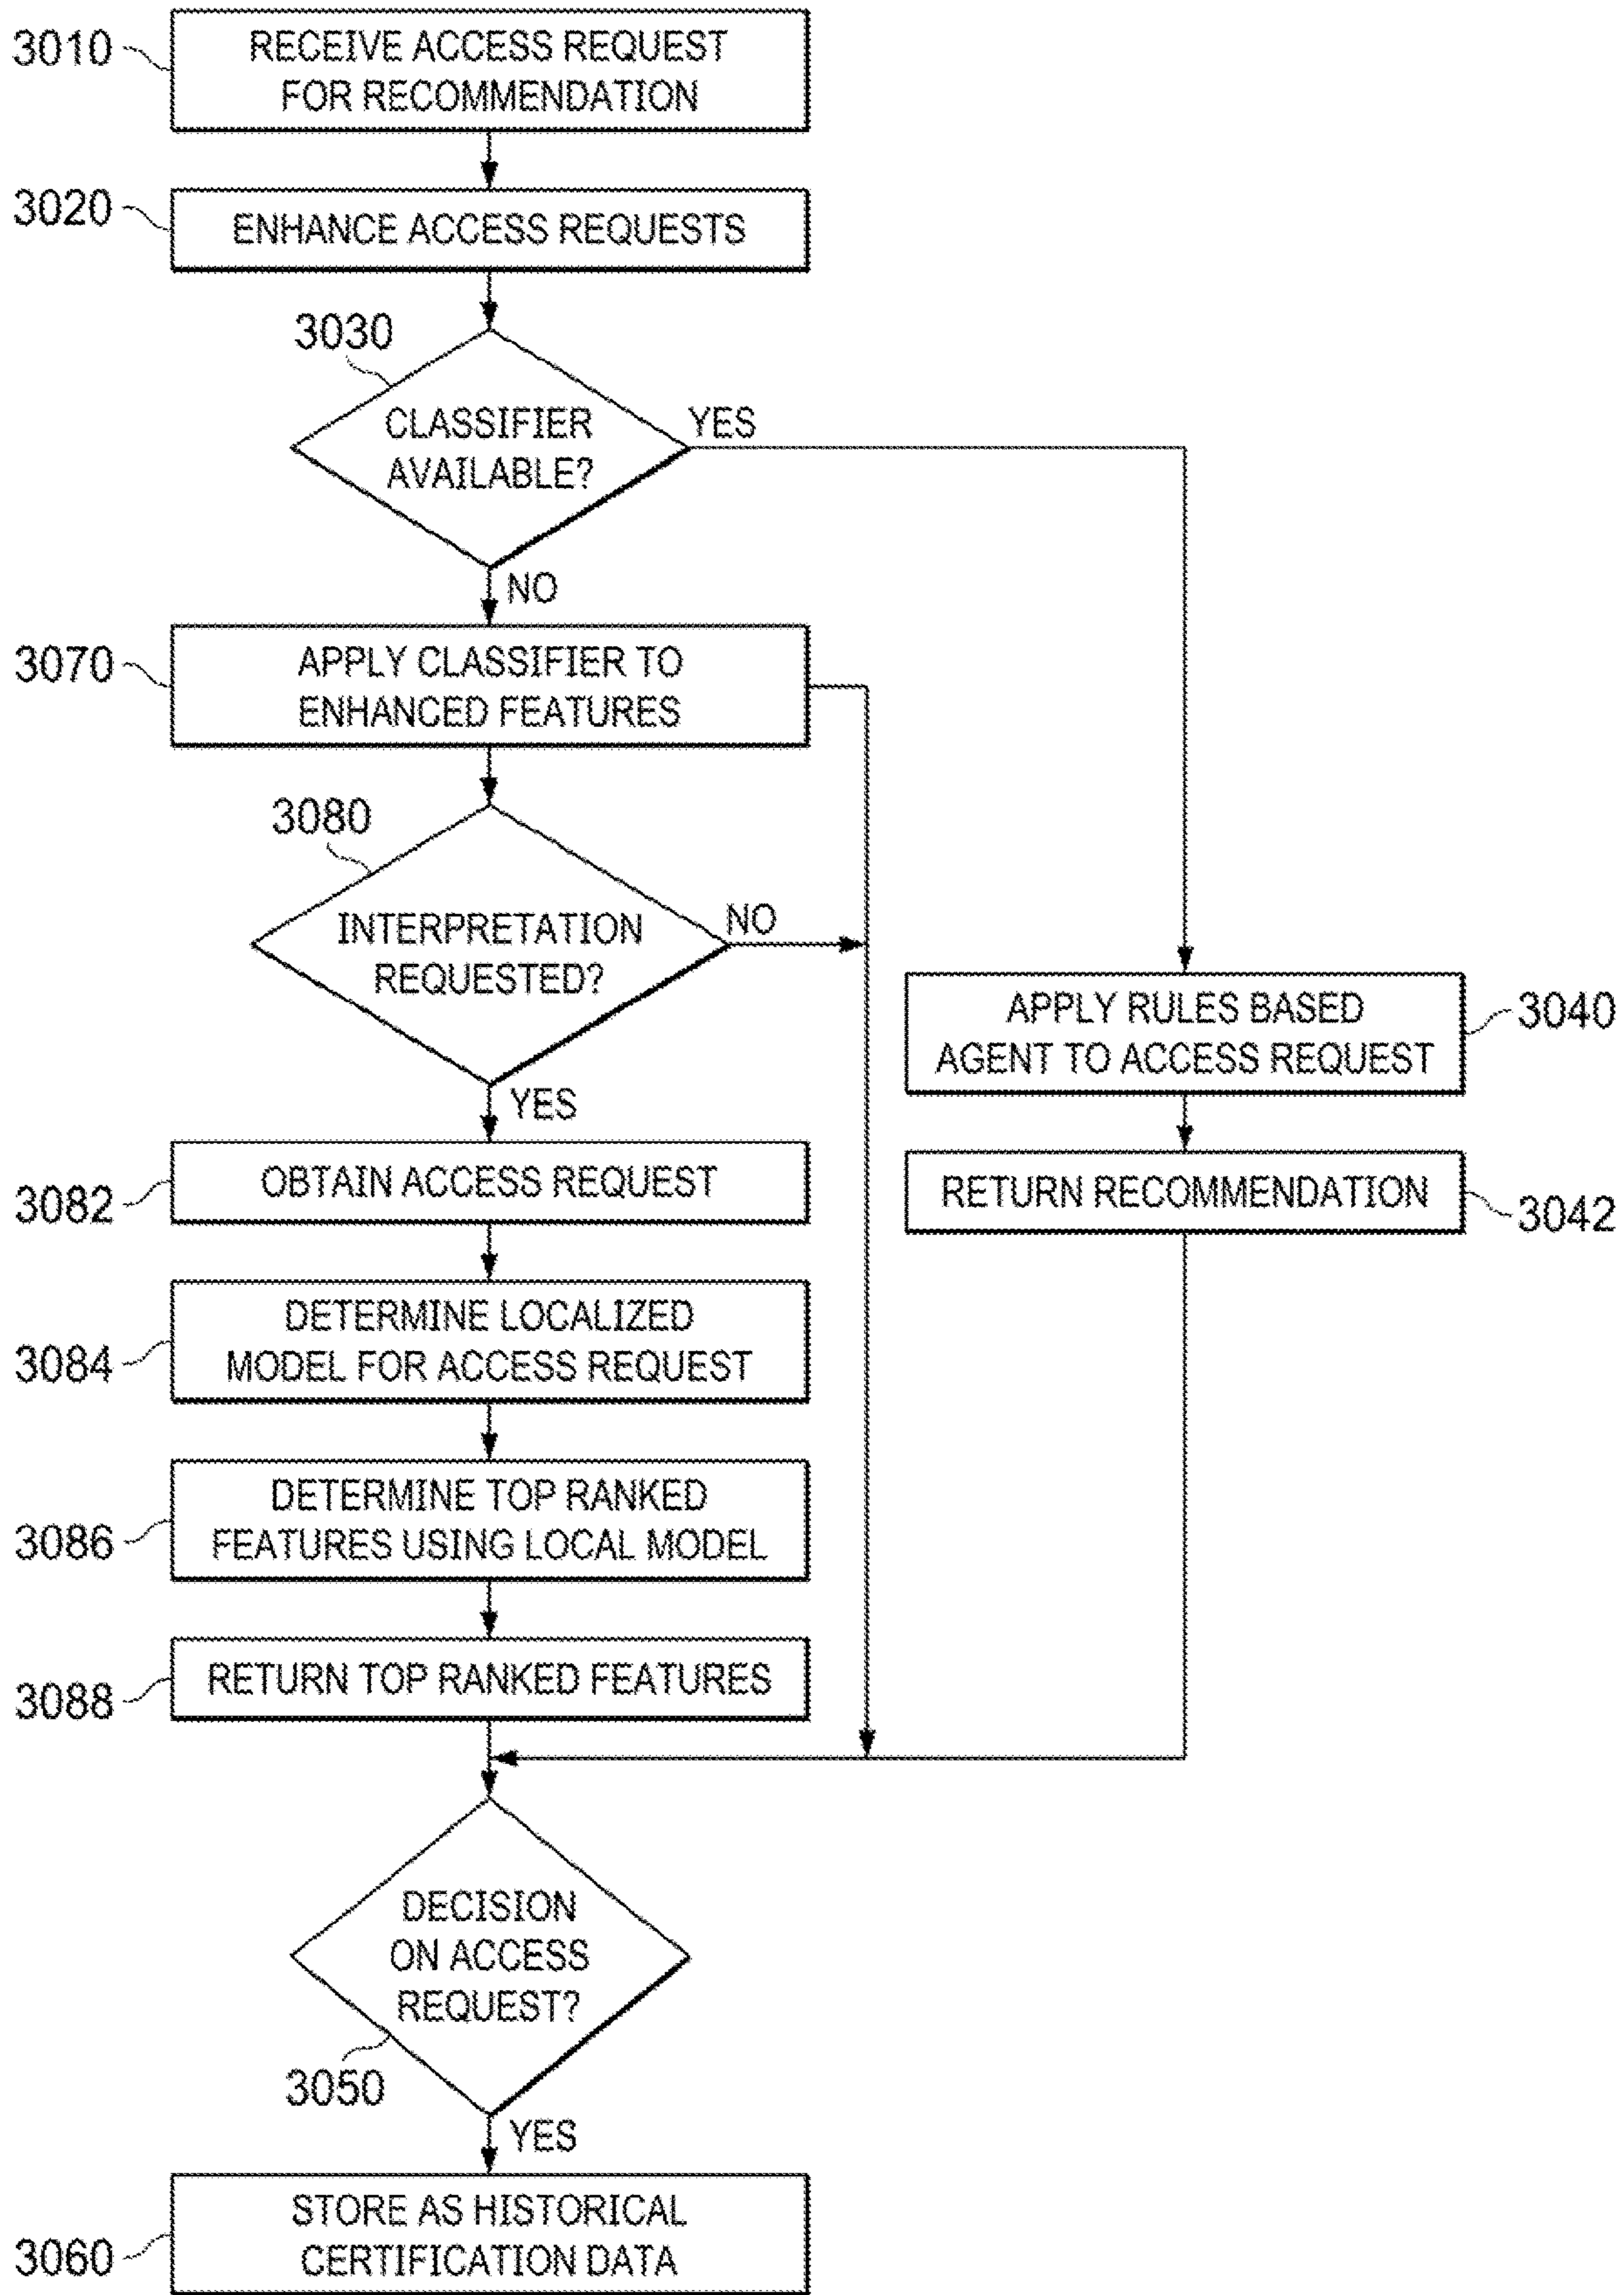 3010
RECEIVE ACCESS REQUEST
FOR RECOMMENDATION
3020
ENHANCE ACCESS REQUESTS
3030
CLASSIFIER
AVAILABLE?
YES
NO
3070
APPLY CLASSIFIER TO
ENHANCED FEATURES
3080
INTERPRETATION
REQUESTED?
NO
YES
APPLY RULES BASED
AGENT TO ACCESS REQUEST
3040
3082
OBTAIN ACCESS REQUEST
RETURN RECOMMENDATION
3042
3084
DETERMINE LOCALIZED
MODEL FOR ACCESS REQUEST
3086
DETERMINE TOP RANKED
FEATURES USING LOCAL MODEL
3088
RETURN TOP RANKED FEATURES
DECISION
ON ACCESS
REQUEST?
3050
YES
3060
STORE AS HISTORICAL
CERTIFICATION DATA